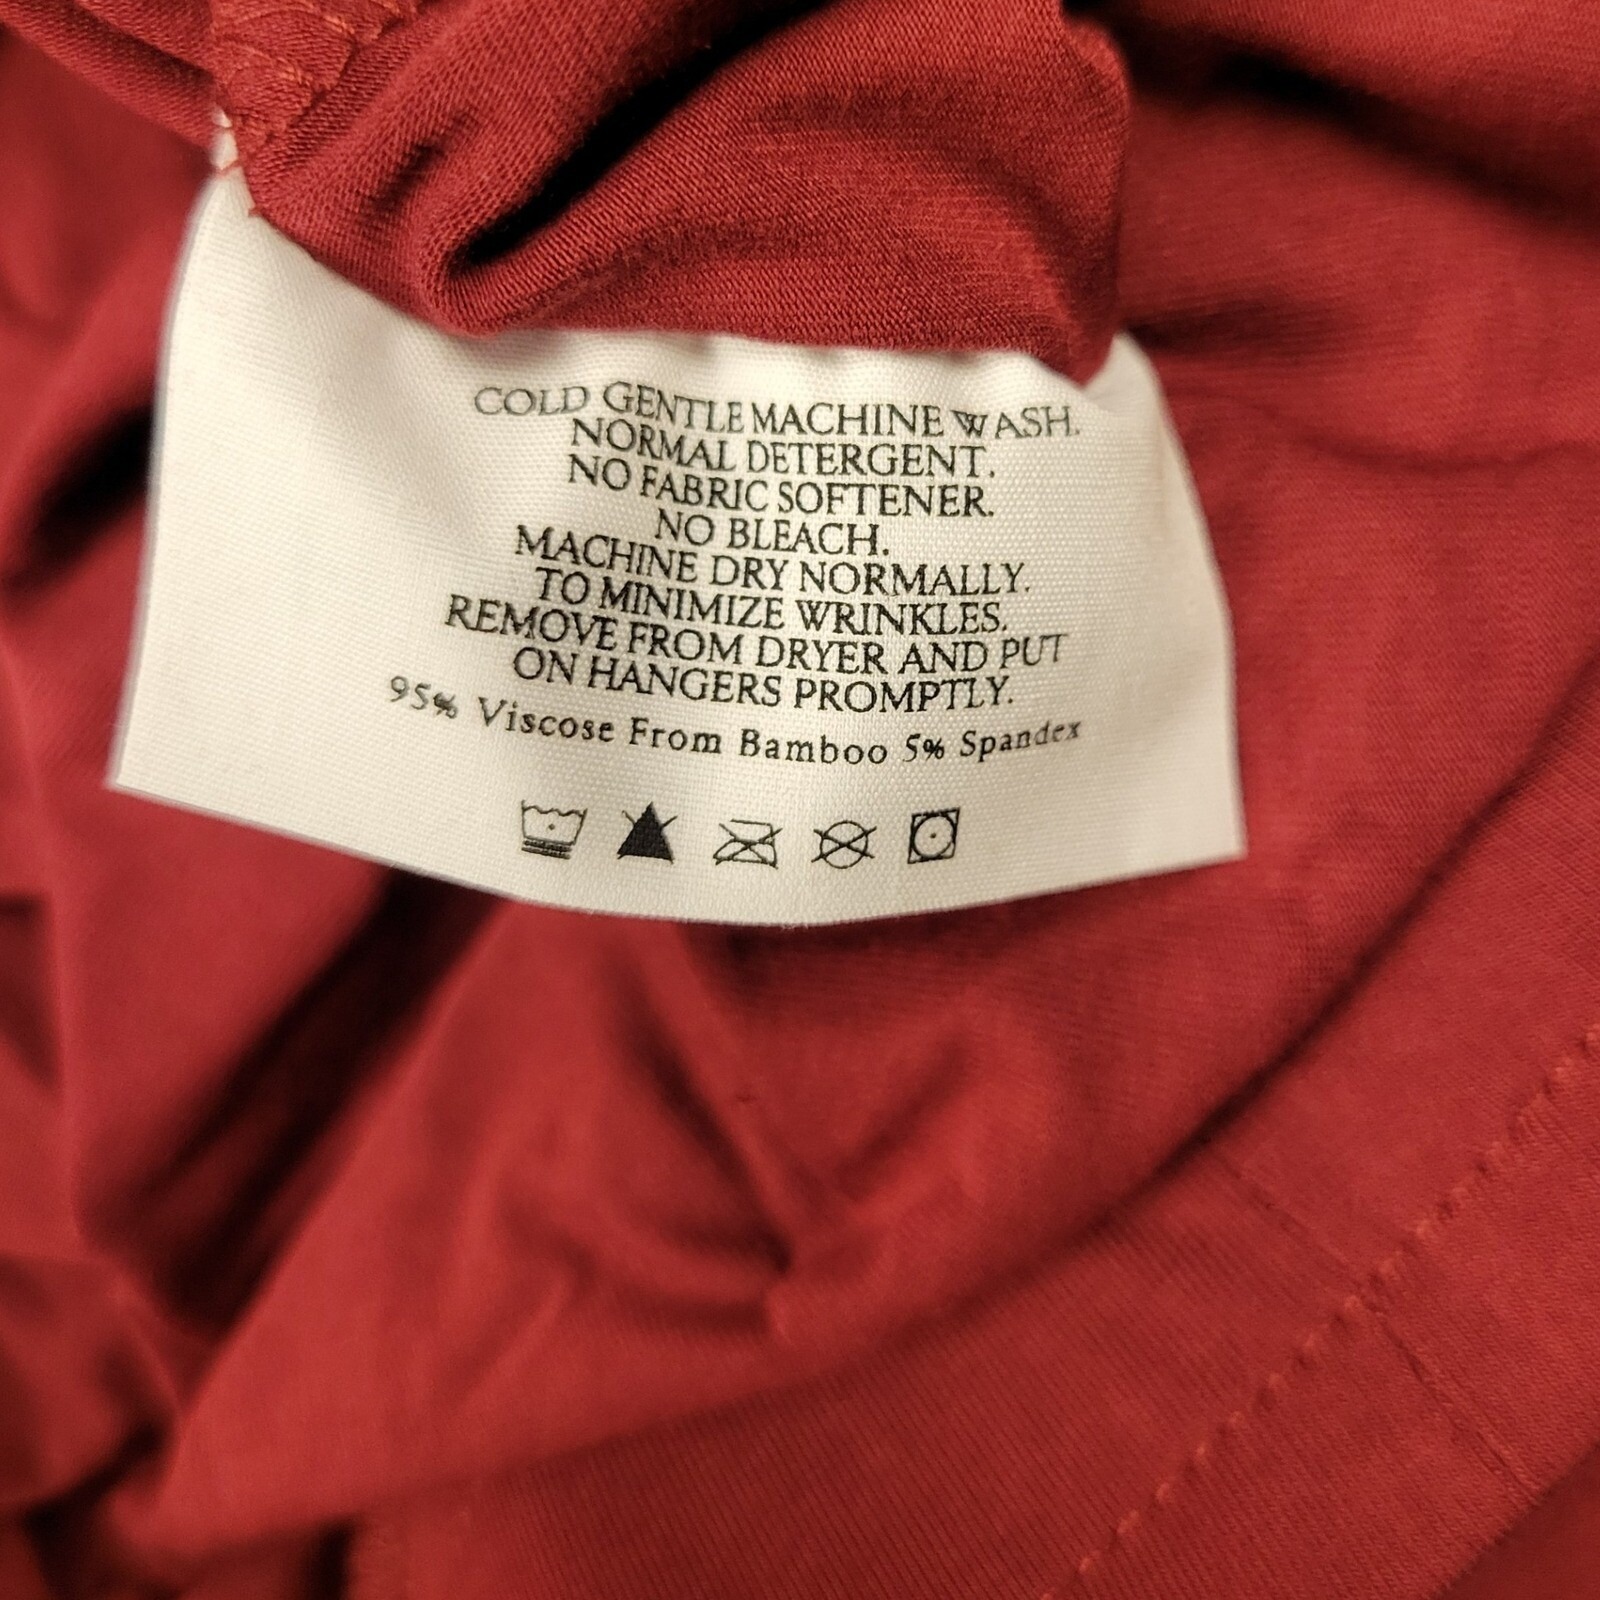 COLD GENTLE MACHINE WASH.
NORMAL DETERGENT.
NO FABRIC SOFTENER.
NO BLEACH.
MACHINE DRY NORMALLY.
TO MINIMIZE WRINKLES.
REMOVE FROM DRYER AND PUT
ON HANGERS PROMPTLY.
95% Viscose From Bamboo 5% Spandex